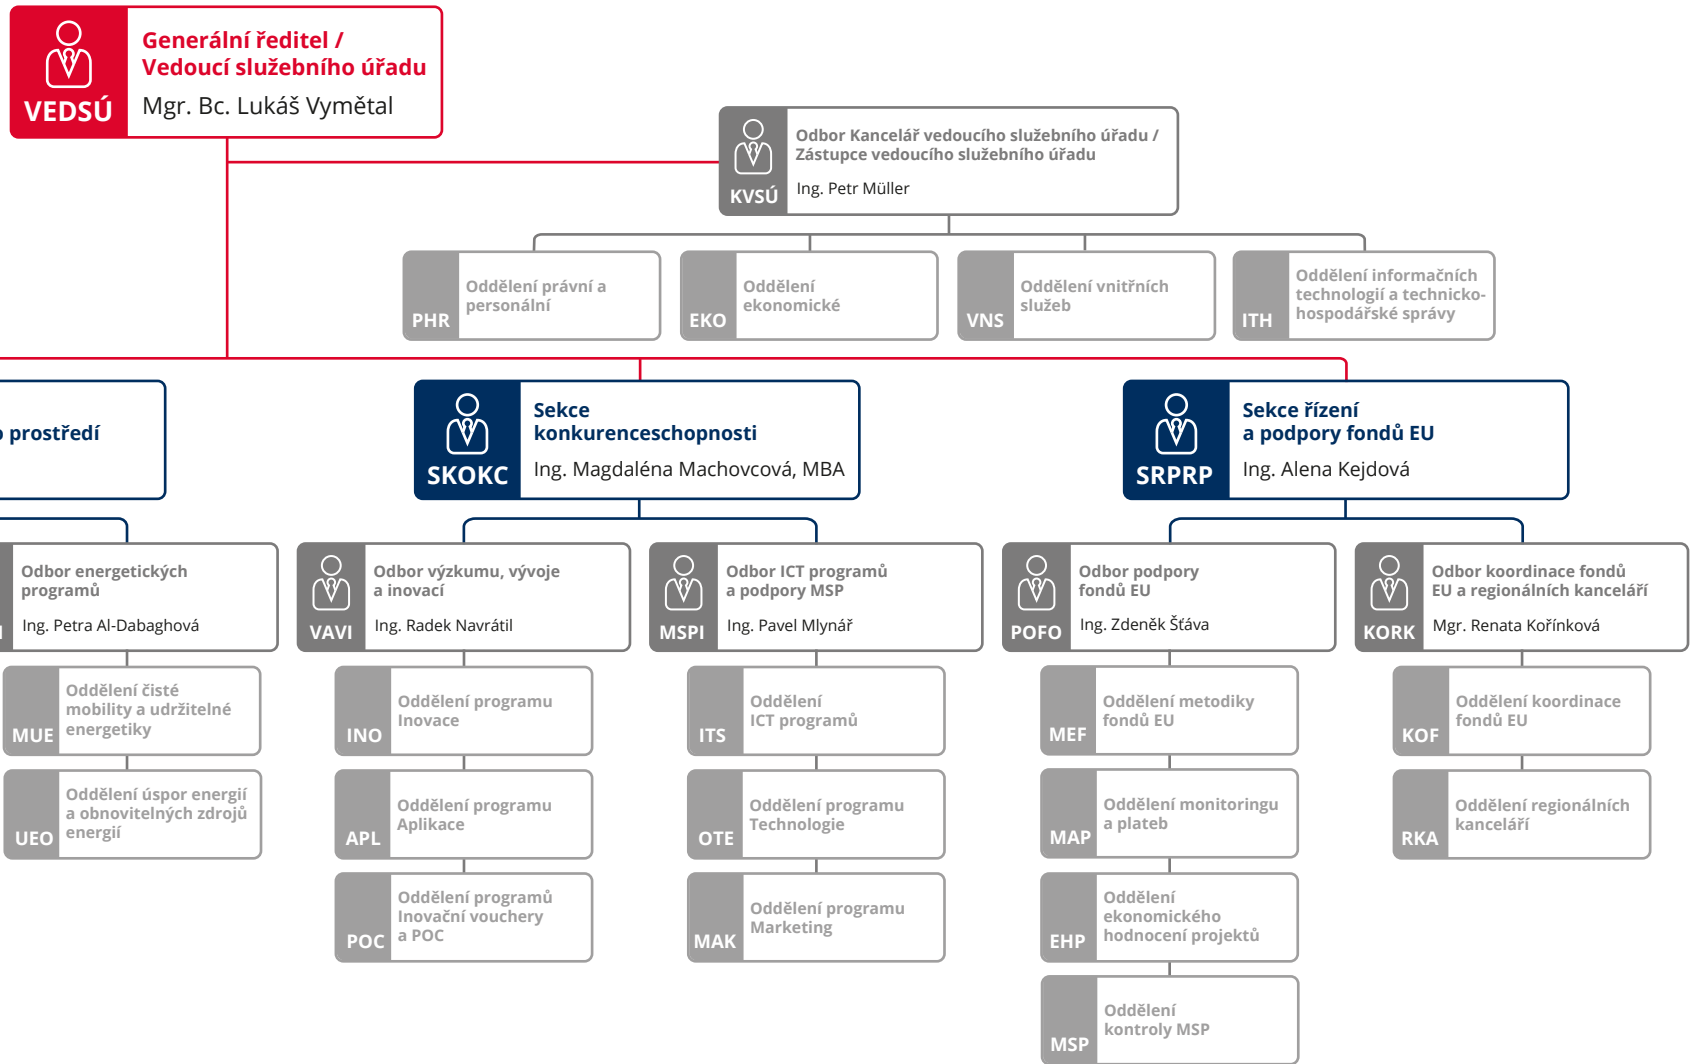 Generální ředitel /
Vedoucí služebního úřadu
Mgr. Bc. Lukáš Vymětal
VEDSÚ
Odbor Kancelář vedoucího služebního úřadu /
Zástupce vedoucího služebního úřadu
Ing. Petr Müller
KVSÚ
Oddělení právní a
personální
PHR
Oddělení
ekonomické
EKO
Oddělení vnitřních
služeb
VNS
Oddělení informačních
technologií a technicko-
hospodářské správy
ITH
prostředí
Sekce
konkurenceschopnosti
Ing. Magdaléna Machovcová, MBA
SKOKC
Sekce řízení
a podpory fondů EU
Ing. Alena Kejdová
SRPRP
Odbor energetických
programů
Ing. Petra Al-Dabaghová
Odbor výzkumu, vývoje
a inovací
Ing. Radek Navrátil
VAVI
Odbor ICT programů
a podpory MSP
Ing. Pavel Mlynář
MSPI
Odbor podpory
fondů EU
Ing. Zdeněk Šťáva
POFO
Odbor koordinace fondů
EU a regionálních kanceláří
Mgr. Renata Kořínková
KORK
Oddělení čisté
mobility a udržitelné
energetiky
MUE
Oddělení programu
Inovace
INO
Oddělení
ICT programů
ITS
Oddělení metodiky
fondů EU
MEF
Oddělení koordinace
fondů EU
KOF
Oddělení úspor energií
a obnovitelných zdrojů
energií
UEO
Oddělení programu
Aplikace
APL
Oddělení programu
Technologie
OTE
Oddělení monitoringu
a plateb
MAP
Oddělení regionálních
kanceláří
RKA
Oddělení programů
Inovační vouchery
a POC
POC
Oddělení programu
Marketing
MAK
Oddělení
ekonomického
hodnocení projektů
EHP
Oddělení
kontroly MSP
MSP